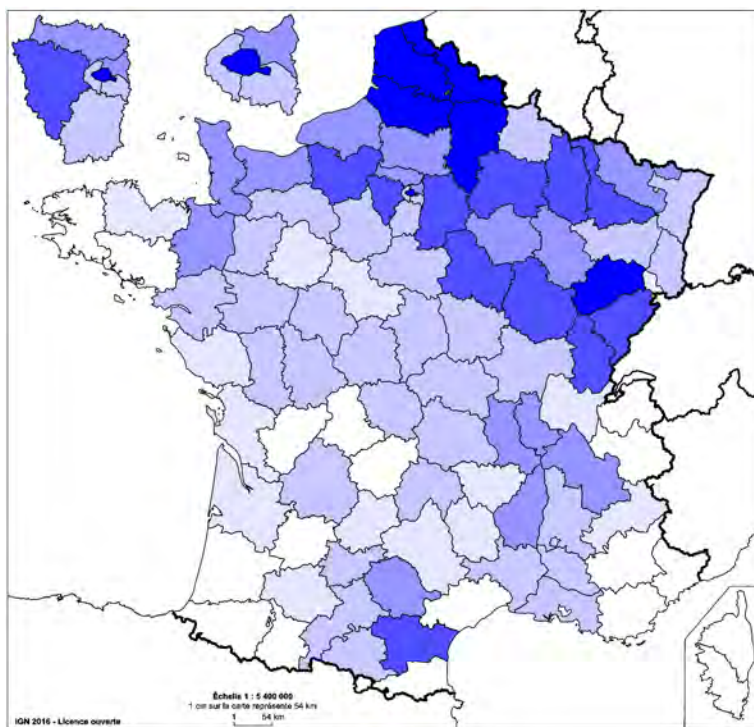 Échelle 1 : 5 400 000
1 cm sur la carte représente 54 km
1 54 km
IGN 2016 - Licence ouverte